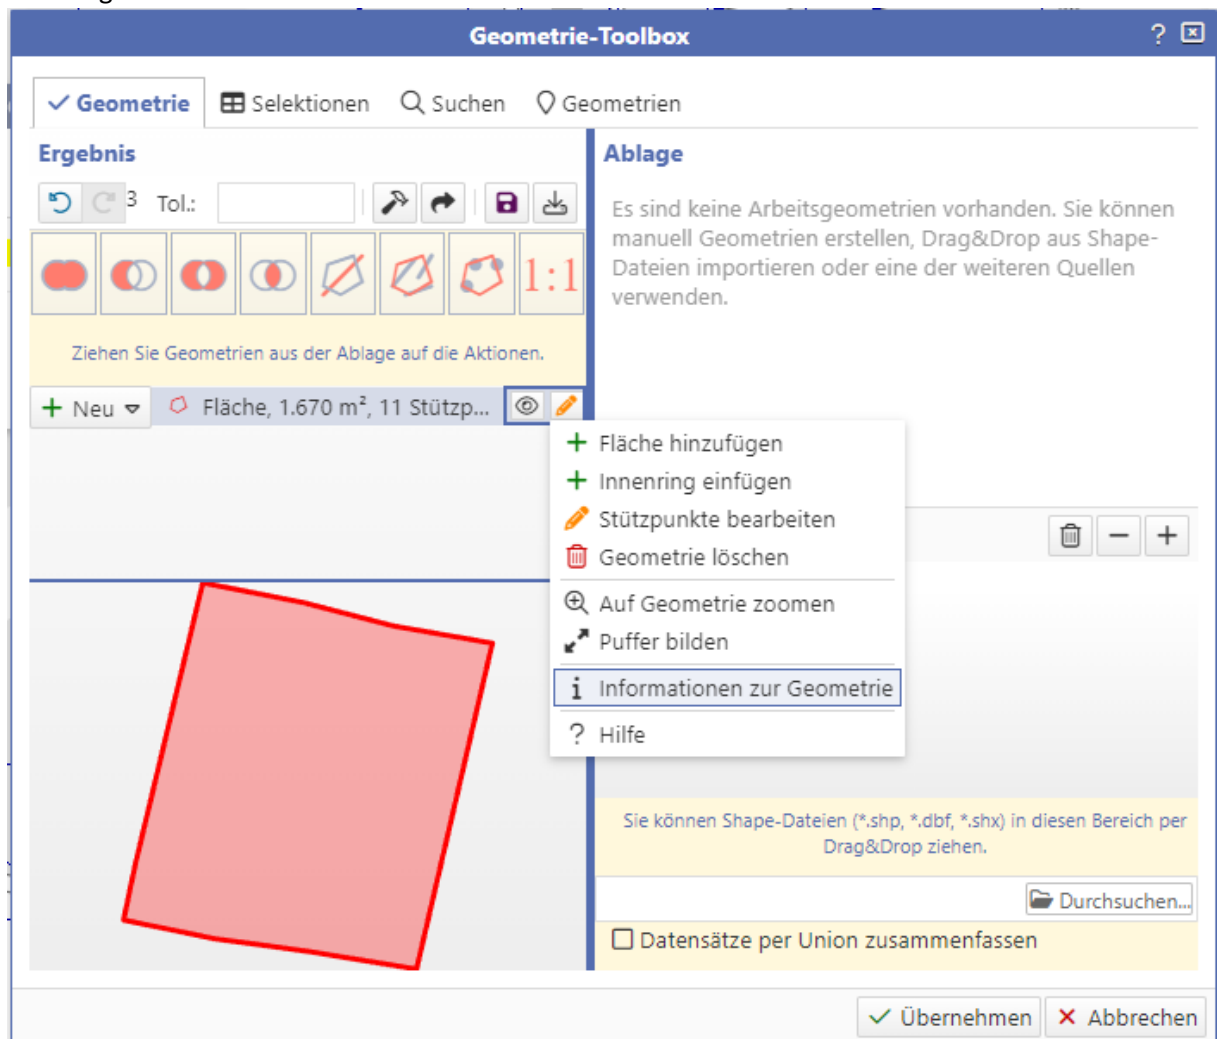 Geometrie-Toolbox ?
Geometrie Selektionen Suchen Geometrien
Ergebnis
3 Tol.:
1:1
Ziehen Sie Geometrien aus der Ablage auf die Aktionen.
+ Neu Fläche, 1.670 m², 11 Stützp...
Ablage
Es sind keine Arbeitsgeometrien vorhanden. Sie können
manuell Geometrien erstellen, Drag&Drop aus Shape-
Dateien importieren oder eine der weiteren Quellen
verwenden.
+ Fläche hinzufügen
+ Innenring einfügen
Stützpunkte bearbeiten
Geometrie löschen
Auf Geometrie zoomen
Puffer bilden
i Informationen zur Geometrie
? Hilfe
Sie können Shape-Dateien (*.shp, *.dbf, *.shx) in diesen Bereich per
Drag&Drop ziehen.
Durchsuchen...
Datensätze per Union zusammenfassen
Übernehmen Abbrechen